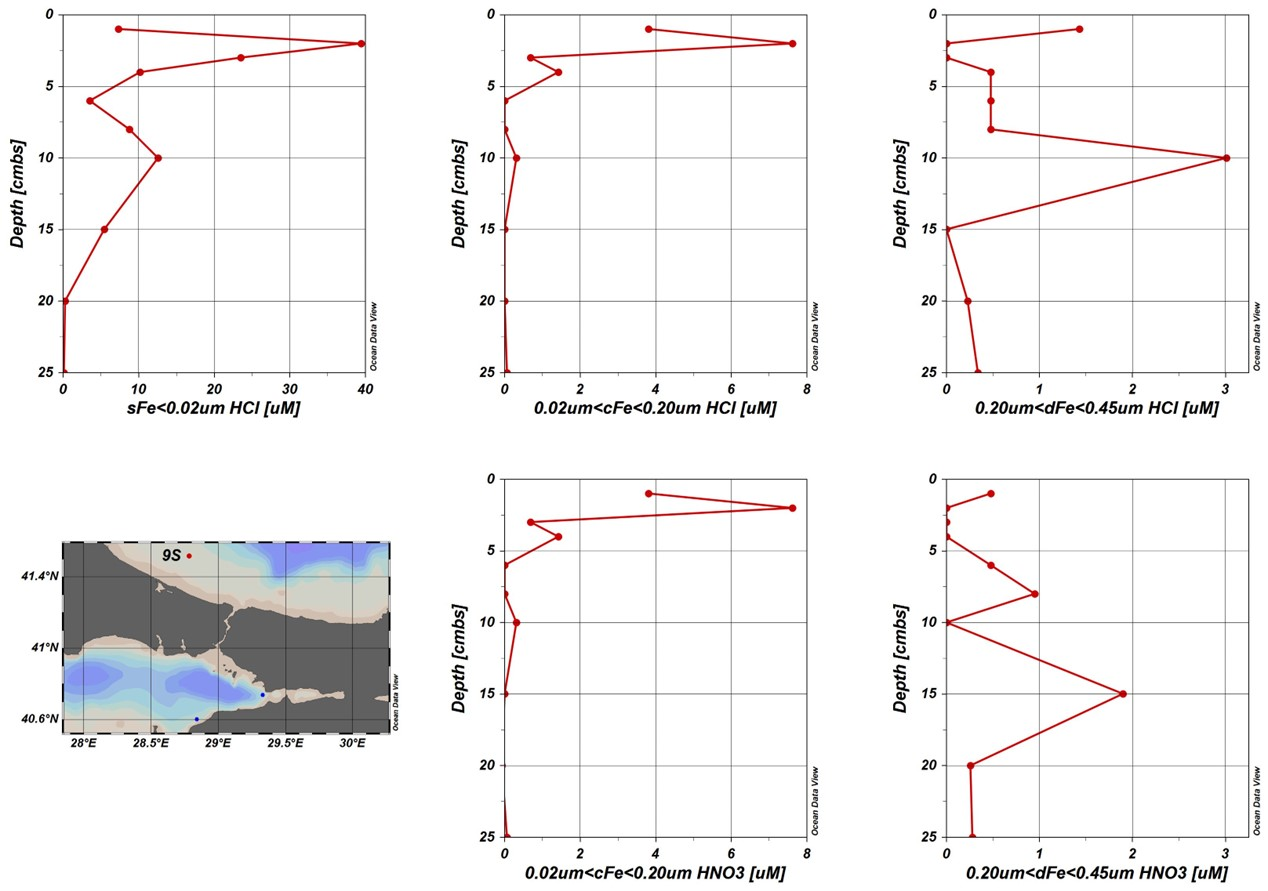 0
5
10
15
20
25
Depth [cmbs]
0 10 20 30 40
sFe<0.02um HCl [uM]
Ocean Data View
0
5
10
15
20
25
Depth [cmbs]
0 2 4 6 8
0.02um<cFe<0.20um HCl [uM]
Ocean Data View
0
5
10
15
20
25
Depth [cmbs]
0 1 2 3
0.20um<dFe<0.45um HCl [uM]
Ocean Data View
9S
41.4°N
41°N
40.6°N
28°E 28.5°E 29°E 29.5°E 30°E
Ocean Data View
0
5
10
15
20
25
Depth [cmbs]
0 2 4 6 8
0.02um<cFe<0.20um HNO3 [uM]
Ocean Data View
0
5
10
15
20
25
Depth [cmbs]
0 1 2 3
0.20um<dFe<0.45um HNO3 [uM]
Ocean Data View